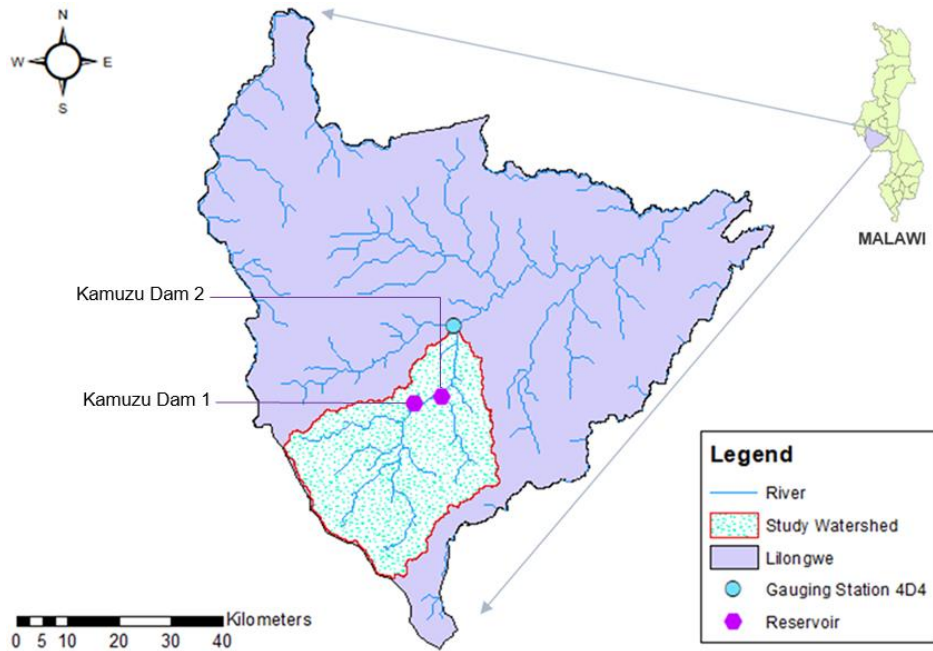 N
W E
S
MALAWI
Kamuzu Dam 2
Kamuzu Dam 1
Legend
River
Study Watershed
Lilongwe
Gauging Station 4D4
Reservoir
Kilometers
0 5 10 20 30 40